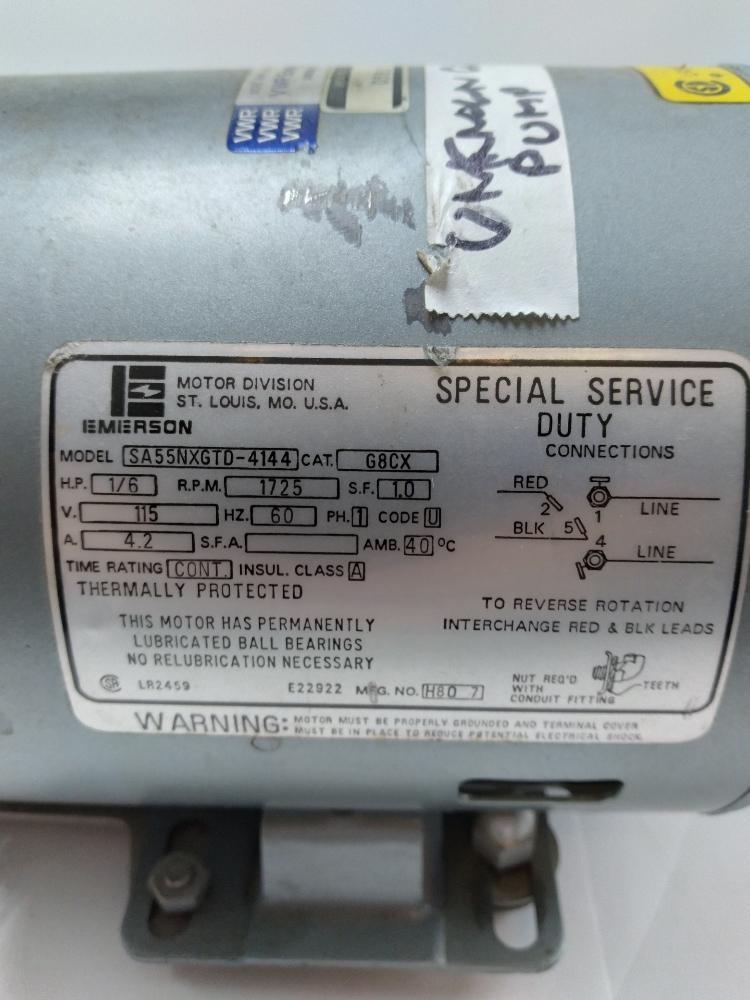 VWR VWR VWR
UNKNOWN
PUMP
EMERSON
MOTOR DIVISION
ST. LOUIS, MO. U.S.A.
SPECIAL SERVICE
DUTY
MODEL SA55NXGTD-4144 CAT. G8CX
H.P. 1/6 R.P.M. 1725 S.F. 1.0
V. 115 HZ. 60 PH. 1 CODE U
A. 4.2 S.F.A. AMB. 40 °C
TIME RATING CONT. INSUL. CLASS A
THERMALLY PROTECTED
CONNECTIONS
RED
2
1
LINE
BLK 5
4
LINE
TO REVERSE ROTATION
INTERCHANGE RED & BLK LEADS
THIS MOTOR HAS PERMANENTLY
LUBRICATED BALL BEARINGS
NO RELUBRICATION NECESSARY
NUT REQ'D
WITH
CONDUIT FITTING
TEETH
LR2459 E22922 MFG. NO. H80 7
WARNING: MOTOR MUST BE PROPERLY GROUNDED AND TERMINAL COVER
MUST BE IN PLACE TO REDUCE POTENTIAL ELECTRICAL SHOCK.